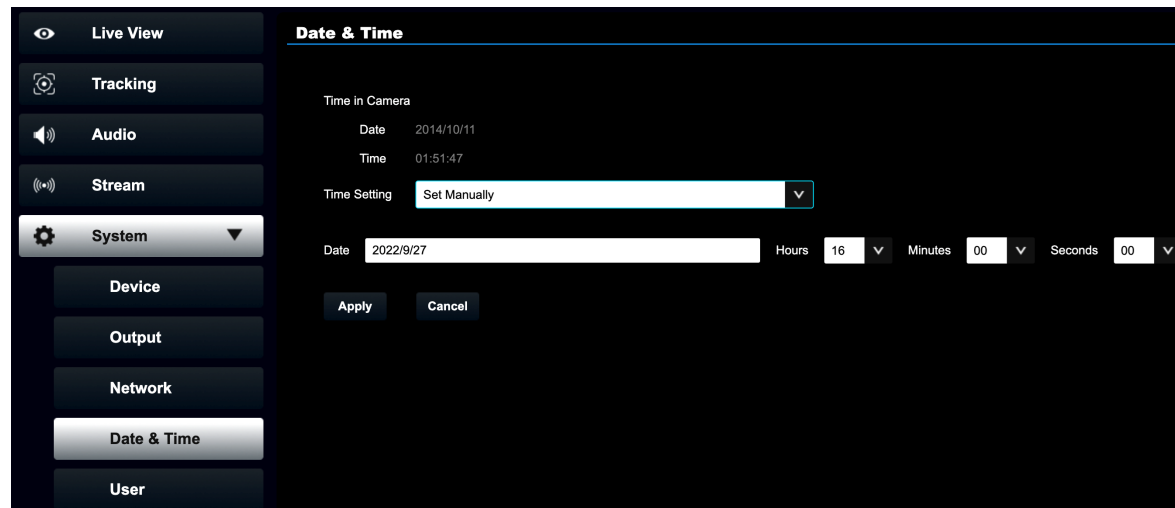 Live View
Tracking
Audio
Stream
System
Device
Output
Network
Date & Time
User
Date & Time
Time in Camera
Date 2014/10/11
Time 01:51:47
Time Setting Set Manually
Date 2022/9/27 Hours 16 Minutes 00 Seconds 00
Apply Cancel